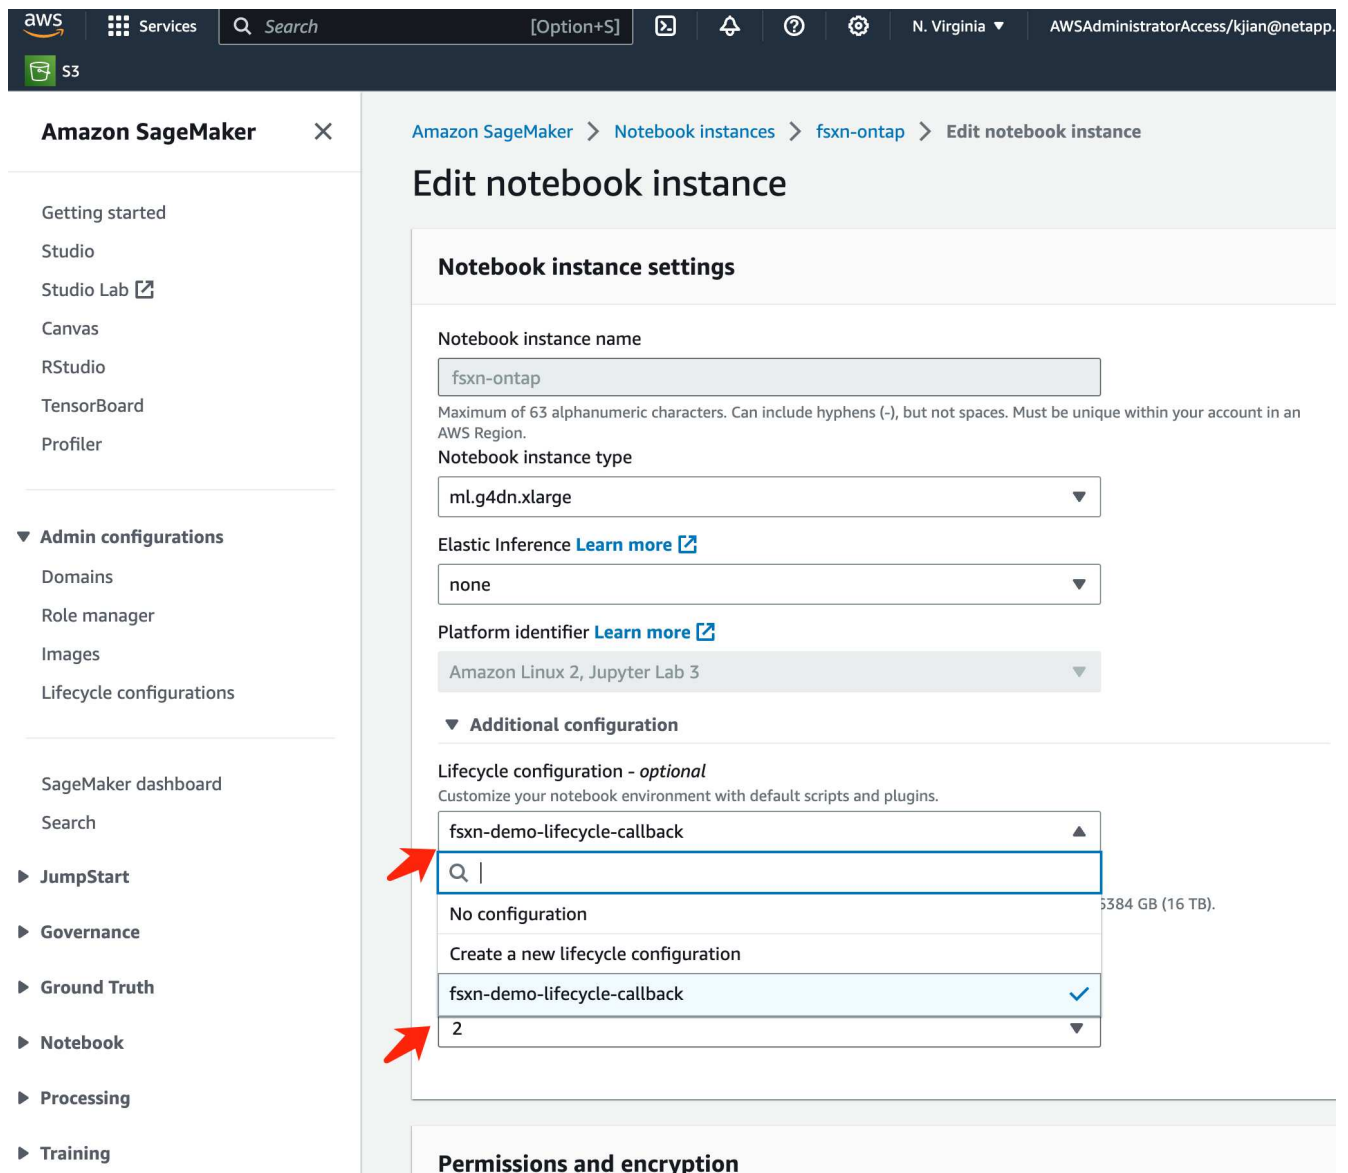 aws Services Search [Option+S] N. Virginia AWSAdministratorAccess/kjian@netapp.
S3
Amazon SageMaker
Getting started
Studio
Studio Lab
Canvas
RStudio
TensorBoard
Profiler
Admin configurations
Domains
Role manager
Images
Lifecycle configurations
SageMaker dashboard
Search
JumpStart
Governance
Ground Truth
Notebook
Processing
Training
Amazon SageMaker > Notebook instances > fsxn-ontap > Edit notebook instance
Edit notebook instance
Notebook instance settings
Notebook instance name
fsxn-ontap
Maximum of 63 alphanumeric characters. Can include hyphens (-), but not spaces. Must be unique within your account in an
AWS Region.
Notebook instance type
ml.g4dn.xlarge
Elastic Inference Learn more
none
Platform identifier Learn more
Amazon Linux 2, Jupyter Lab 3
Additional configuration
Lifecycle configuration - optional
Customize your notebook environment with default scripts and plugins.
fsxn-demo-lifecycle-callback
No configuration
6384 GB (16 TB).
Create a new lifecycle configuration
fsxn-demo-lifecycle-callback
2
Permissions and encryption